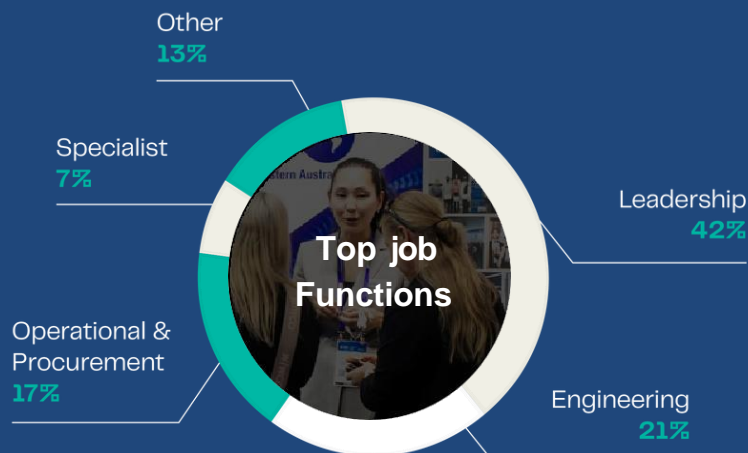 Other
13%
Specialist
7%
Leadership
42%
Top job
Functions
Operational &
Procurement
17%
Engineering
21%